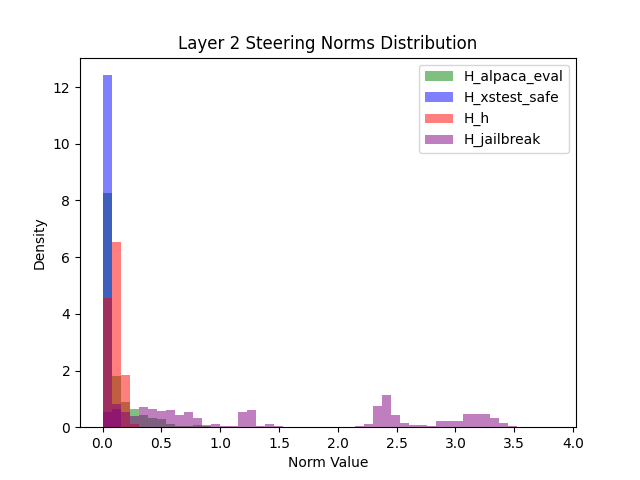 Layer 2 Steering Norms Distribution
H_alpaca_eval
H_xstest_safe
H_h
H_jailbreak
Density
12
10
8
6
4
2
0
0.0 0.5 1.0 1.5 2.0 2.5 3.0 3.5 4.0
Norm Value